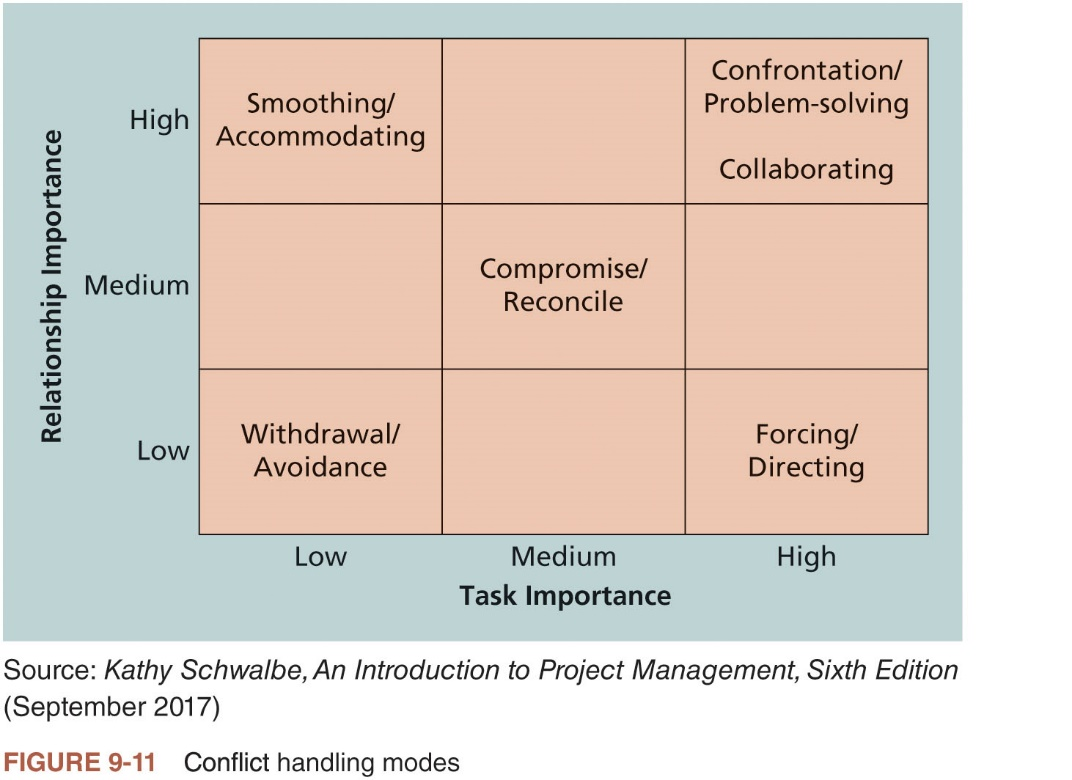 Relationship Importance
High
Smoothing/
Accommodating
Confrontation/
Problem-solving
Collaborating
Medium
Compromise/
Reconcile
Low
Withdrawal/
Avoidance
Forcing/
Directing
Low
Medium
High
Task Importance
Source: Kathy Schwalbe, An Introduction to Project Management, Sixth Edition
(September 2017)
FIGURE 9-11 Conflict handling modes